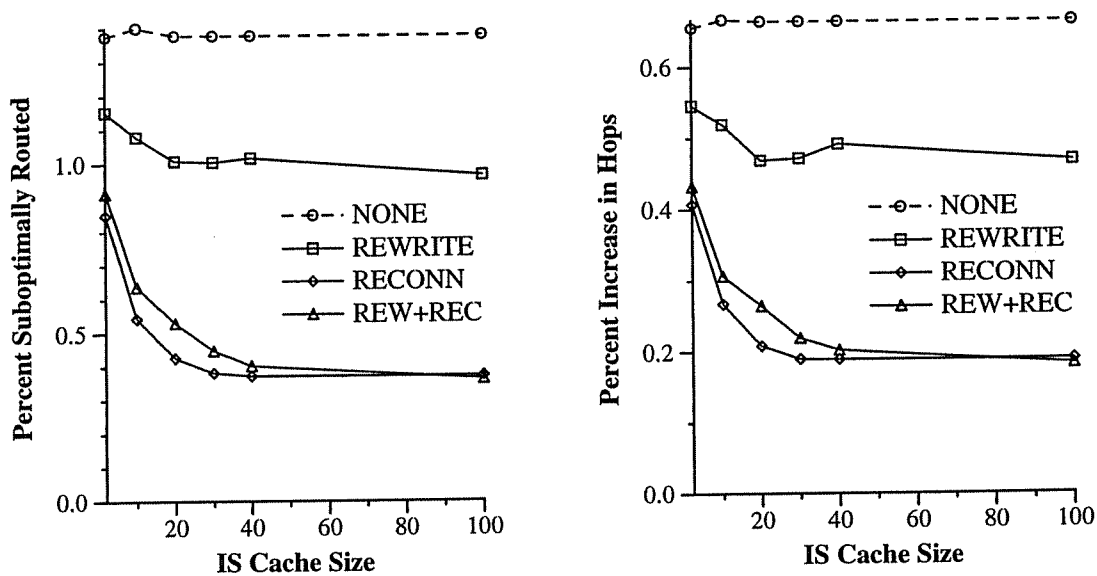 Percent Suboptimally Routed
1.0
0.5
0.0
NONE
REWRITE
RECONN
REW+REC
20 40 60 80 100
IS Cache Size
Percent Increase in Hops
0.6
0.4
0.2
0.0
NONE
REWRITE
RECONN
REW+REC
20 40 60 80 100
IS Cache Size